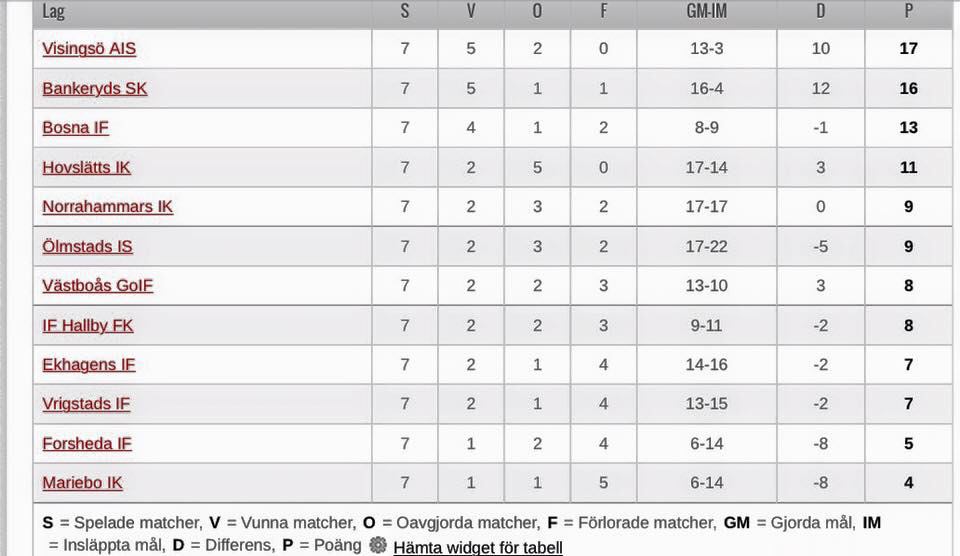 Lag S V O F GM-IM D P
Visingsö AIS 7 5 2 0 13-3 10 17
Bankeryds SK 7 5 1 1 16-4 12 16
Bosna IF 7 4 1 2 8-9 -1 13
Hovslätts IK 7 2 5 0 17-14 3 11
Norrahammars IK 7 2 3 2 17-17 0 9
Ölmstads IS 7 2 3 2 17-22 -5 9
Västboås GoIF 7 2 2 3 13-10 3 8
IF Hallby FK 7 2 2 3 9-11 -2 8
Ekhagens IF 7 2 1 4 14-16 -2 7
Vrigstads IF 7 2 1 4 13-15 -2 7
Forsheda IF 7 1 2 4 6-14 -8 5
Mariebo IK 7 1 1 5 6-14 -8 4
S = Spelade matcher, V = Vunna matcher, O = Oavgjorda matcher, F = Förlorade matcher, GM = Gjorda mål, IM
= Insläppta mål, D = Differens, P = Poäng Hämta widget för tabell